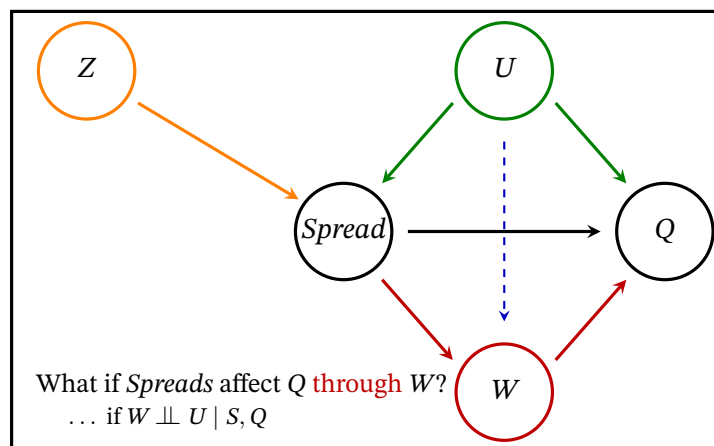 Z
U
Spread
Q
W
What if Spreads affect Q through W?
... if W ⫫ U | S, Q